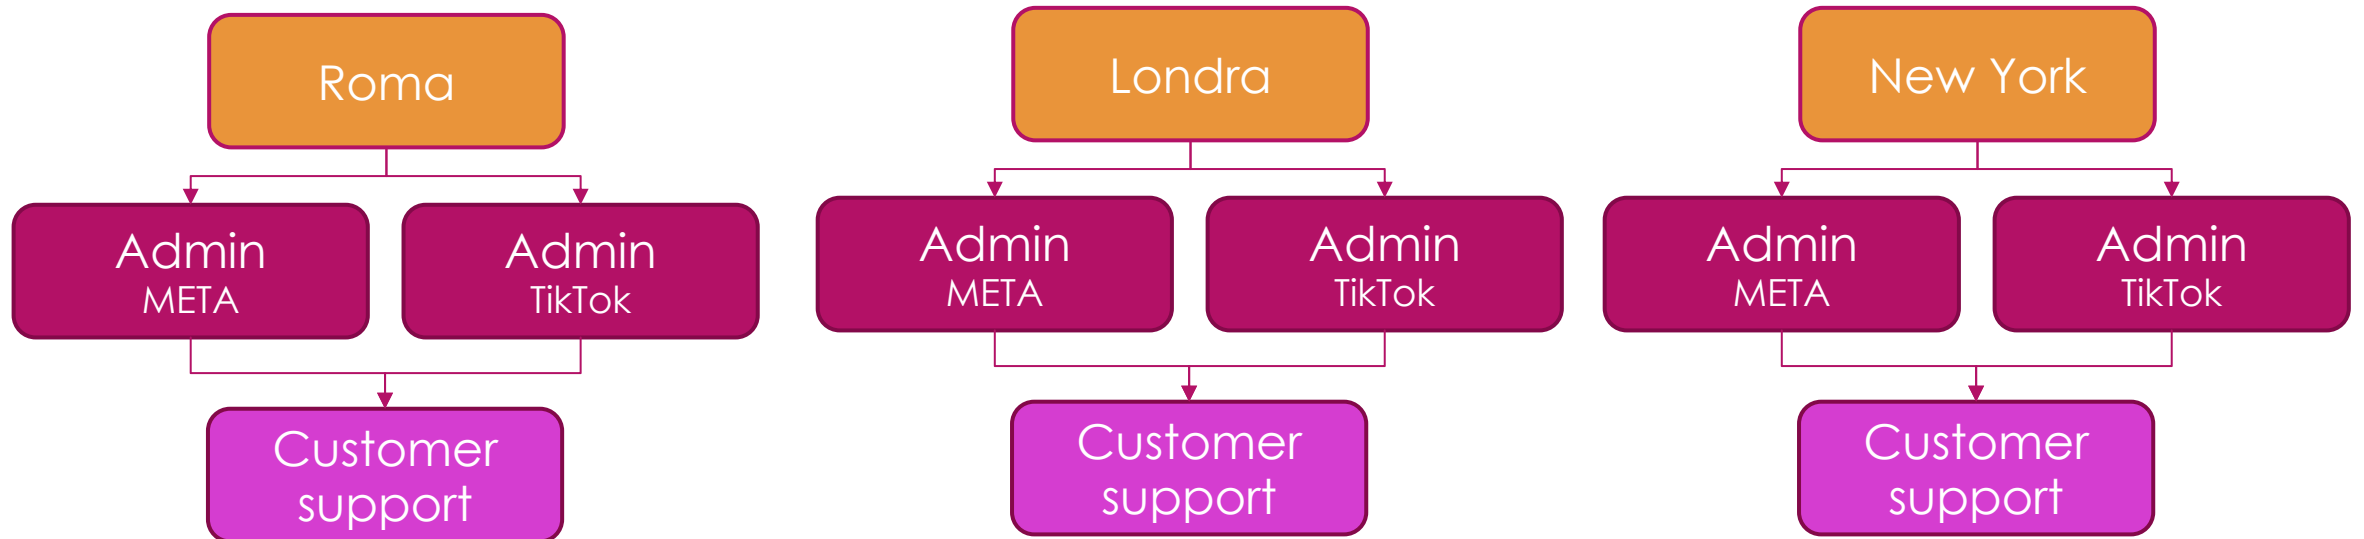 Roma
Londra
New York
Admin
META
Admin
TikTok
Admin
META
Admin
TikTok
Admin
META
Admin
TikTok
Customer
support
Customer
support
Customer
support